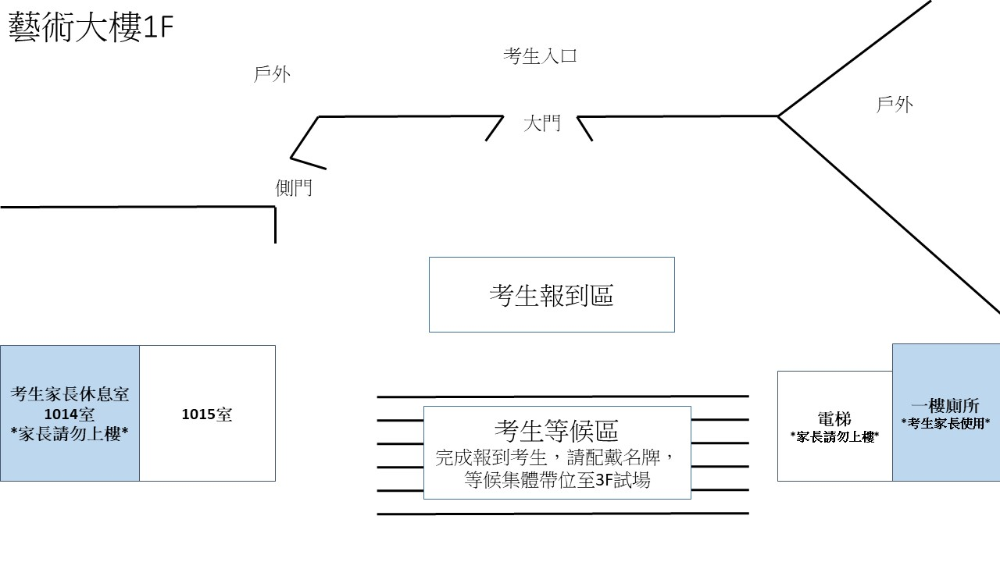 藝術大樓1F
考生入口
戶外
戶外
大門
側門
考生報到區
考生家長休息室
1014室
*家長請勿上樓*
1015室
考生等候區
完成報到考生，請配戴名牌，
等候集體帶位至3F試場
電梯
*家長請勿上樓*
一樓廁所
*考生家長使用*